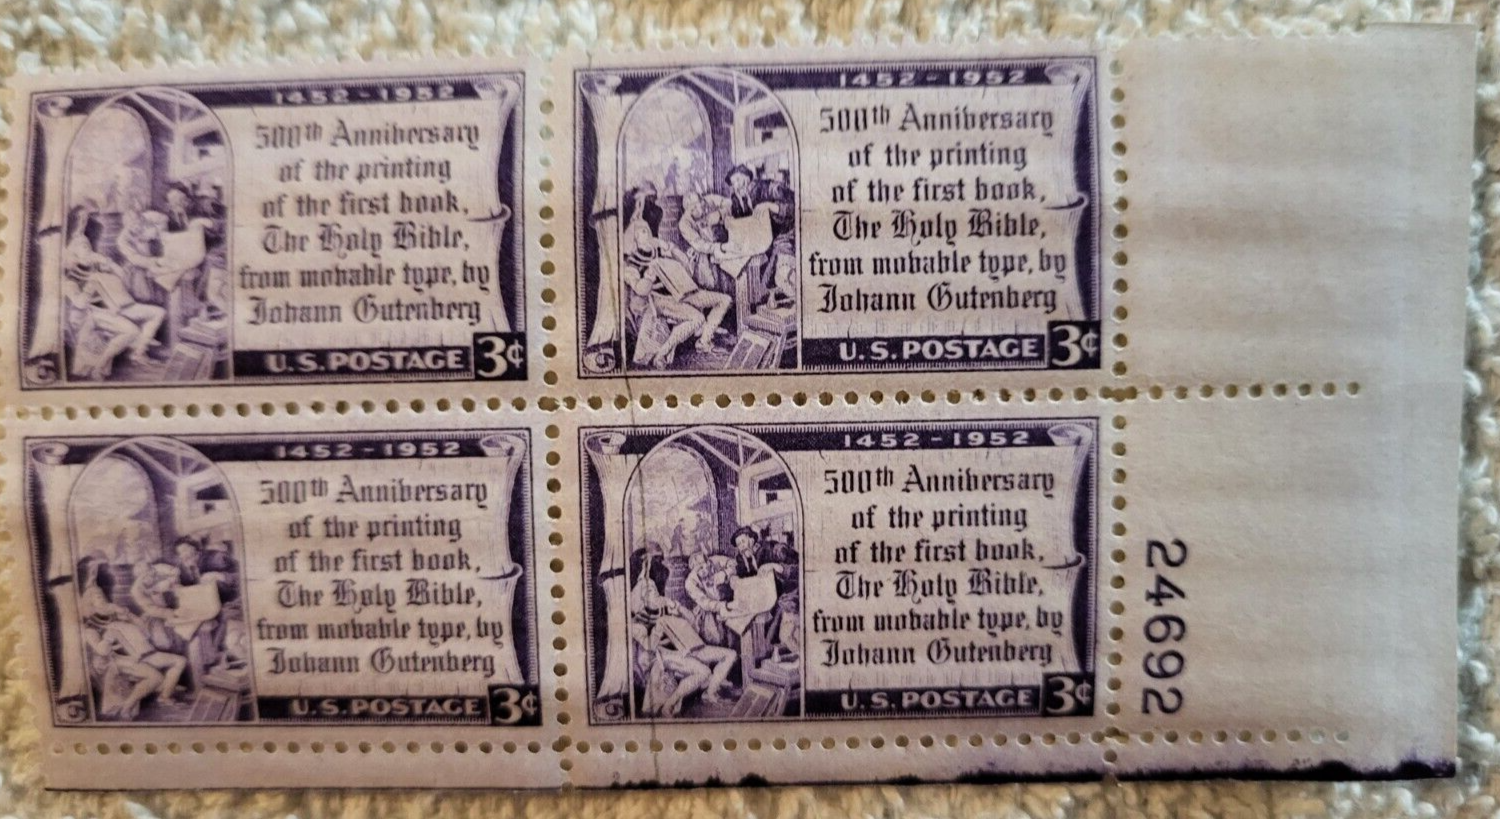 1452-1952
500th Anniversary
of the printing
of the first book,
The Holy Bible,
from movable type, by
Johann Gutenberg
U.S. POSTAGE 3¢
1452-1952
500th Anniversary
of the printing
of the first book,
The Holy Bible,
from movable type, by
Johann Gutenberg
U.S. POSTAGE 3¢
1452-1952
500th Anniversary
of the printing
of the first book,
The Holy Bible,
from movable type, by
Johann Gutenberg
U.S. POSTAGE 3¢
1452-1952
500th Anniversary
of the printing
of the first book,
The Holy Bible,
from movable type, by
Johann Gutenberg
U.S. POSTAGE 3¢
24692